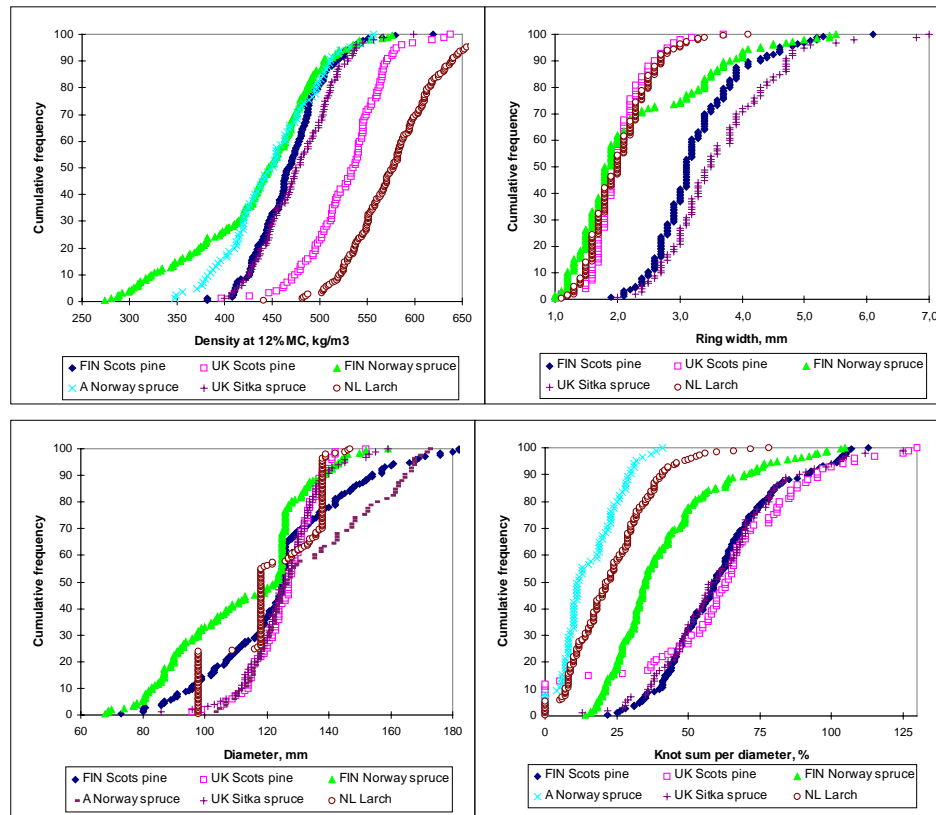 100
90
80
70
60
50
40
30
20
10
0
Cumulative frequency
250 350 450 400 500 550 600 650
Density at 12% MC, kg/m3
FIN Scots pine UK Scots pine FIN Norway spruce
A Norway spruce UK Sitka spruce NL Larch
100
90
80
70
60
50
40
30
20
10
0
Cumulative frequency
1,0 2,0 3,0 4,0 5,0 6,0 7,0
Ring width, mm
FIN Scots pine UK Scots pine FIN Norway spruce
UK Sitka spruce NL Larch
100
90
80
70
60
50
40
30
20
10
0
Cumulative frequency
60 80 100 120 140 160 180
Diameter, mm
FIN Scots pine UK Scots pine FIN Norway spruce
A Norway spruce UK Sitka spruce NL Larch
100
90
80
70
60
50
40
30
20
10
0
Cumulative frequency
0 25 50 75 100 125
Knot sum per diameter, %
FIN Scots pine UK Scots pine FIN Norway spruce
A Norway spruce UK Sitka spruce NL Larch